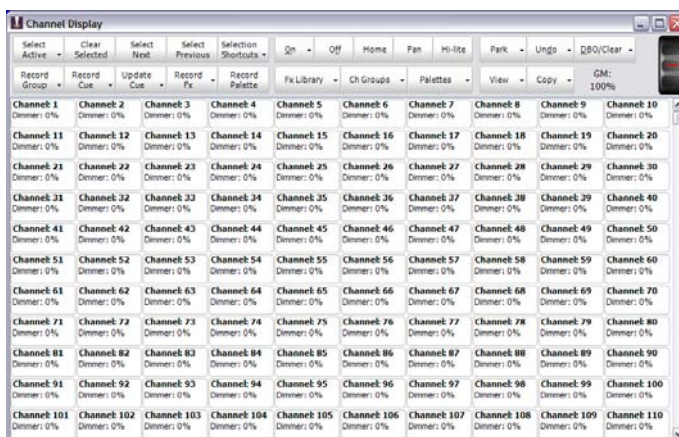 Channel Display
Select Active Clear Selected Select Next Select Previous Selection Shortcuts On Off Home Fan Hi-lite Park Undo DBO/Clear
Record Group Record Cue Update Cue Record Fx Record Palette Fx Library Ch Groups Palettes View Copy GM: 100%
Channel: 1 Channel: 2 Channel: 3 Channel: 4 Channel: 5 Channel: 6 Channel: 7 Channel: 8 Channel: 9 Channel: 10
Dimmer: 0% Dimmer: 0% Dimmer: 0% Dimmer: 0% Dimmer: 0% Dimmer: 0% Dimmer: 0% Dimmer: 0% Dimmer: 0% Dimmer: 0%
Channel: 11 Channel: 12 Channel: 13 Channel: 14 Channel: 15 Channel: 16 Channel: 17 Channel: 18 Channel: 19 Channel: 20
Dimmer: 0% Dimmer: 0% Dimmer: 0% Dimmer: 0% Dimmer: 0% Dimmer: 0% Dimmer: 0% Dimmer: 0% Dimmer: 0% Dimmer: 0%
Channel: 21 Channel: 22 Channel: 23 Channel: 24 Channel: 25 Channel: 26 Channel: 27 Channel: 28 Channel: 29 Channel: 30
Dimmer: 0% Dimmer: 0% Dimmer: 0% Dimmer: 0% Dimmer: 0% Dimmer: 0% Dimmer: 0% Dimmer: 0% Dimmer: 0% Dimmer: 0%
Channel: 31 Channel: 32 Channel: 33 Channel: 34 Channel: 35 Channel: 36 Channel: 37 Channel: 38 Channel: 39 Channel: 40
Dimmer: 0% Dimmer: 0% Dimmer: 0% Dimmer: 0% Dimmer: 0% Dimmer: 0% Dimmer: 0% Dimmer: 0% Dimmer: 0% Dimmer: 0%
Channel: 41 Channel: 42 Channel: 43 Channel: 44 Channel: 45 Channel: 46 Channel: 47 Channel: 48 Channel: 49 Channel: 50
Dimmer: 0% Dimmer: 0% Dimmer: 0% Dimmer: 0% Dimmer: 0% Dimmer: 0% Dimmer: 0% Dimmer: 0% Dimmer: 0% Dimmer: 0%
Channel: 51 Channel: 52 Channel: 53 Channel: 54 Channel: 55 Channel: 56 Channel: 57 Channel: 58 Channel: 59 Channel: 60
Dimmer: 0% Dimmer: 0% Dimmer: 0% Dimmer: 0% Dimmer: 0% Dimmer: 0% Dimmer: 0% Dimmer: 0% Dimmer: 0% Dimmer: 0%
Channel: 61 Channel: 62 Channel: 63 Channel: 64 Channel: 65 Channel: 66 Channel: 67 Channel: 68 Channel: 69 Channel: 70
Dimmer: 0% Dimmer: 0% Dimmer: 0% Dimmer: 0% Dimmer: 0% Dimmer: 0% Dimmer: 0% Dimmer: 0% Dimmer: 0% Dimmer: 0%
Channel: 71 Channel: 72 Channel: 73 Channel: 74 Channel: 75 Channel: 76 Channel: 77 Channel: 78 Channel: 79 Channel: 80
Dimmer: 0% Dimmer: 0% Dimmer: 0% Dimmer: 0% Dimmer: 0% Dimmer: 0% Dimmer: 0% Dimmer: 0% Dimmer: 0% Dimmer: 0%
Channel: 81 Channel: 82 Channel: 83 Channel: 84 Channel: 85 Channel: 86 Channel: 87 Channel: 88 Channel: 89 Channel: 90
Dimmer: 0% Dimmer: 0% Dimmer: 0% Dimmer: 0% Dimmer: 0% Dimmer: 0% Dimmer: 0% Dimmer: 0% Dimmer: 0% Dimmer: 0%
Channel: 91 Channel: 92 Channel: 93 Channel: 94 Channel: 95 Channel: 96 Channel: 97 Channel: 98 Channel: 99 Channel: 100
Dimmer: 0% Dimmer: 0% Dimmer: 0% Dimmer: 0% Dimmer: 0% Dimmer: 0% Dimmer: 0% Dimmer: 0% Dimmer: 0% Dimmer: 0%
Channel: 101 Channel: 102 Channel: 103 Channel: 104 Channel: 105 Channel: 106 Channel: 107 Channel: 108 Channel: 109 Channel: 110
Dimmer: 0% Dimmer: 0% Dimmer: 0% Dimmer: 0% Dimmer: 0% Dimmer: 0% Dimmer: 0% Dimmer: 0% Dimmer: 0% Dimmer: 0%